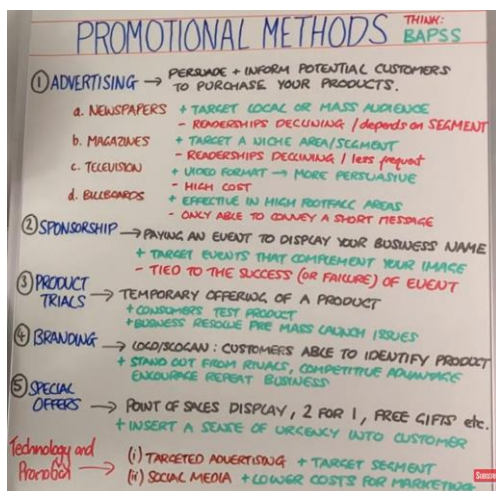 PROMOTIONAL METHODS THINK: BAPSS
① ADVERTISING → PERSUADE + INFORM POTENTIAL CUSTOMERS
TO PURCHASE YOUR PRODUCTS.
a. NEWSPAPERS + TARGET LOCAL OR MASS AUDIENCE
- READERSHIPS DECLINING / depends on SEGMENT
b. MAGAZINES + TARGET A NICHE AREA/SEGMENT
- READERSHIPS DECLINING / less frequent
c. TELEVISION + VIDEO FORMAT → MORE PERSUASIVE
- HIGH COST
d. BILLBOARDS + EFFECTIVE IN HIGH FOOTFALL AREAS
- ONLY ABLE TO CONVEY A SHORT MESSAGE
② SPONSORSHIP → PAYING AN EVENT TO DISPLAY YOUR BUSINESS NAME
+ TARGET EVENTS THAT COMPLEMENT YOUR IMAGE
- TIED TO THE SUCCESS (OR FAILURE) OF EVENT
③ PRODUCT
TRIALS → TEMPORARY OFFERING OF A PRODUCT
+ CONSUMERS TEST PRODUCT
+ BUSINESS RESOLVE PRE MASS LAUNCH ISSUES
④ BRANDING → LOGO/SLOGAN: CUSTOMERS ABLE TO IDENTIFY PRODUCT
+ STAND OUT FROM RIVALS, COMPETITIVE ADVANTAGE
ENCOURAGE REPEAT BUSINESS
⑤ SPECIAL
OFFERS → POINT OF SALES DISPLAY, 2 FOR 1, FREE GIFTS etc.
+ INSERT A SENSE OF URGENCY INTO CUSTOMER
Technology and
Promotion → (i) TARGETED ADVERTISING + TARGET SEGMENT
(ii) SOCIAL MEDIA + LOWER COSTS FOR MARKETING